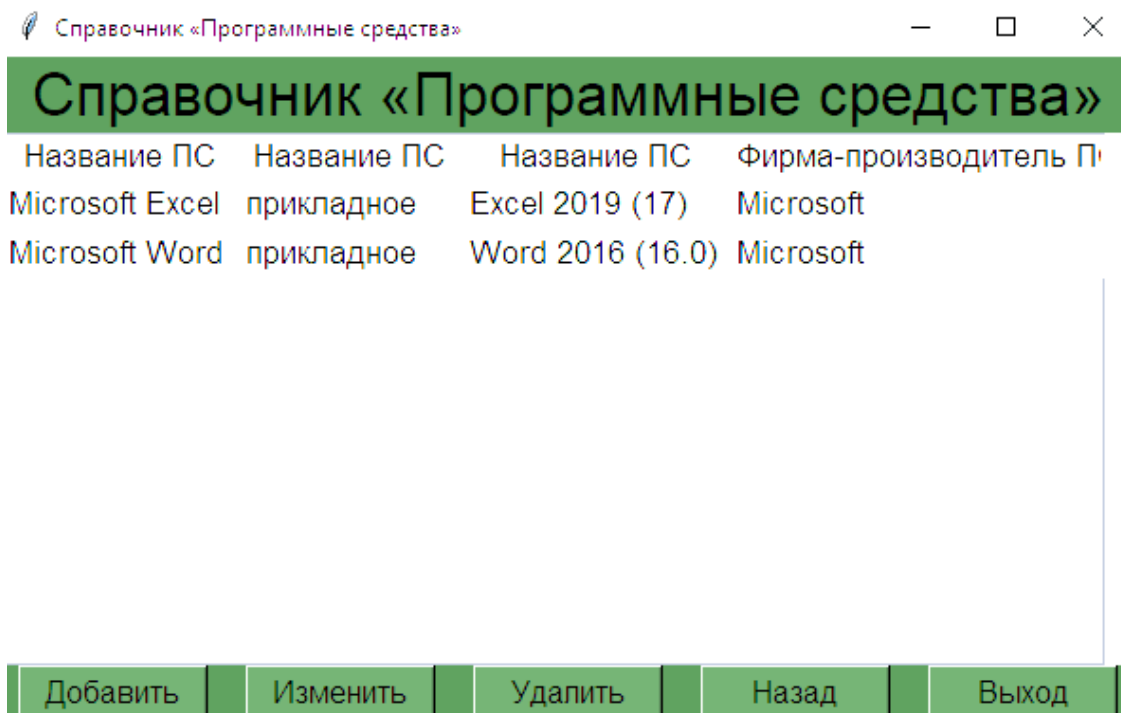 Справочник «Программные средства»
Справочник «Программные средства»
Название ПС Название ПС Название ПС Фирма-производитель П
Microsoft Excel прикладное Excel 2019 (17) Microsoft
Microsoft Word прикладное Word 2016 (16.0) Microsoft
Добавить Изменить Удалить Назад Выход